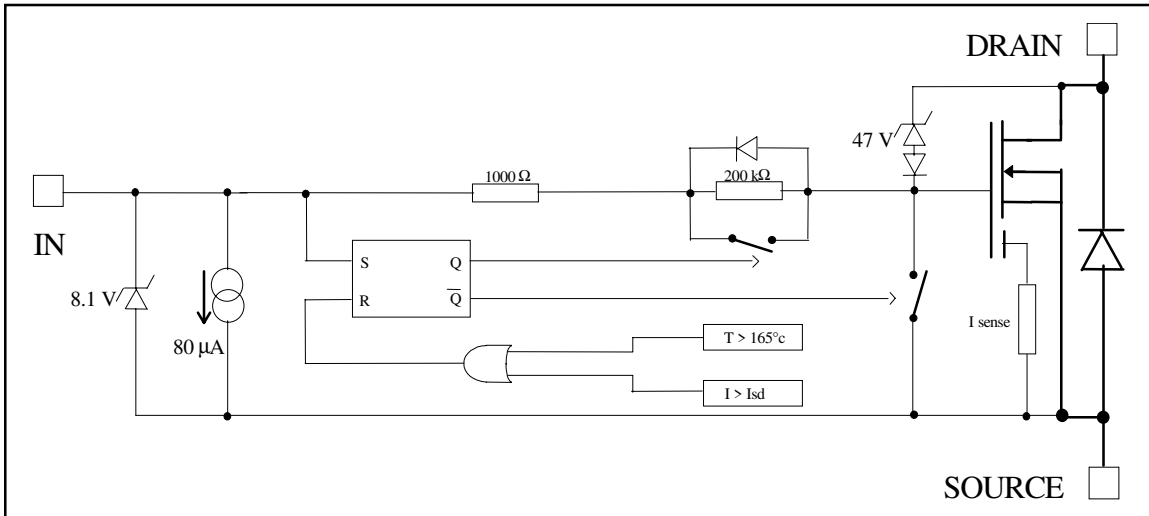 DRAIN
47 V
1000 Ω
200 kΩ
IN
S
Q
8.1 V
R
Q̅
I sense
80 µA
T > 165°c
I > Isd
SOURCE